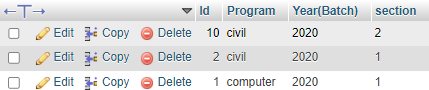 Id Program Year(Batch) section
Edit Copy Delete 10 civil 2020 2
Edit Copy Delete 2 civil 2020 1
Edit Copy Delete 1 computer 2020 1